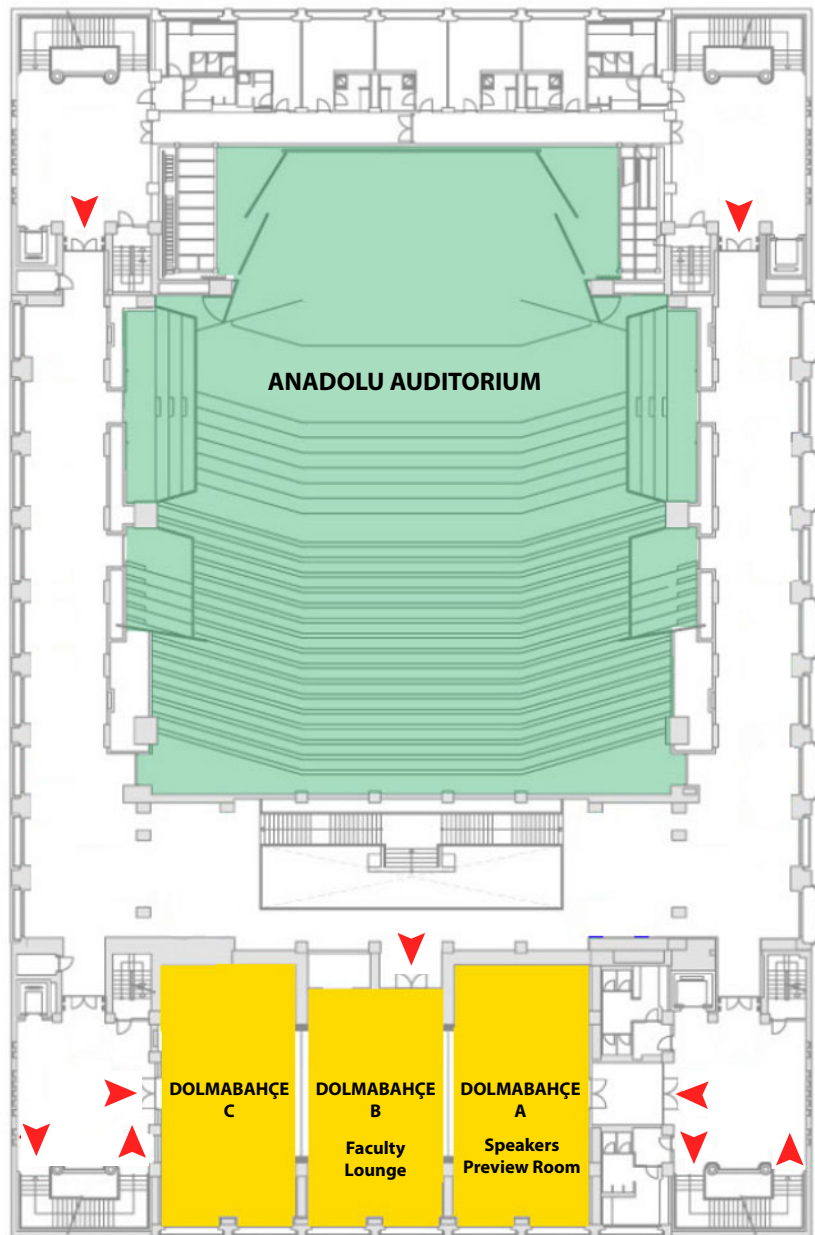 ANADOLU AUDITORIUM
DOLMABAHÇE
C
DOLMABAHÇE
B
Faculty
Lounge
DOLMABAHÇE
A
Speakers
Preview Room